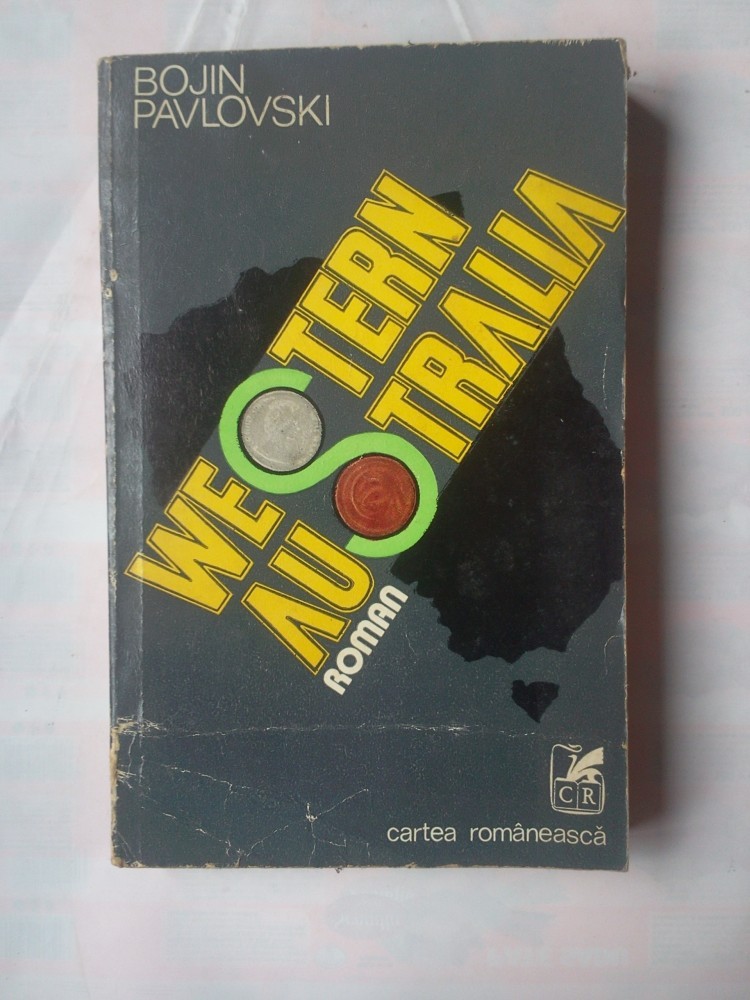 BOJIN
PAVLOVSKI
WESTERN
AUSTRALIA
ROMAN
CR
cartea românească